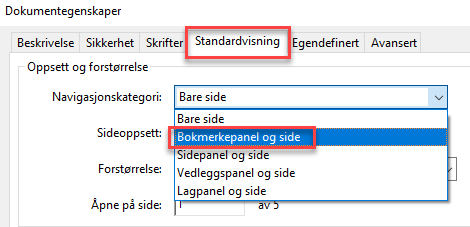 Dokumentegenskaper
Beskrivelse Sikkerhet Skrifter Standardvisning Egendefinert Avansert
Oppsett og forstørrelse
Navigasjonskategori: Bare side
Bare side
Sideoppsett: Bokmerkepanel og side
Sidepanel og side
Forstørrelse: Vedleggspanel og side
Lagpanel og side
Åpne på side: 1 av 5